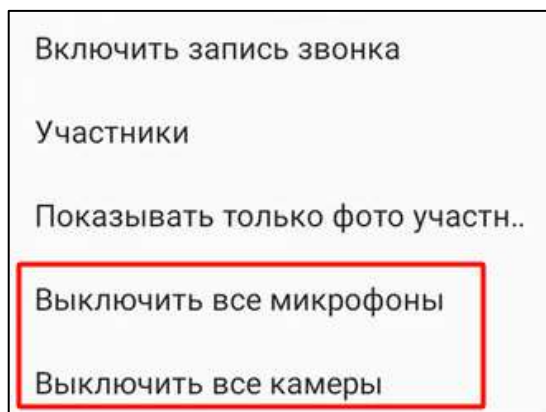 Включить запись звонка
Участники
Показывать только фото участн..
Выключить все микрофоны
Выключить все камеры